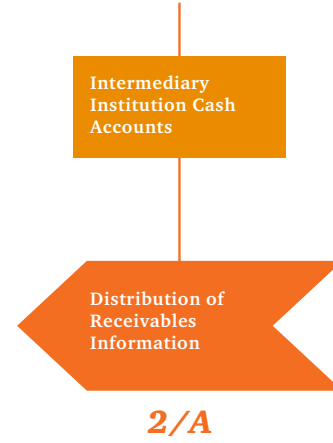 Intermediary
Institution Cash
Accounts
Distribution of
Receivables
Information
2/A